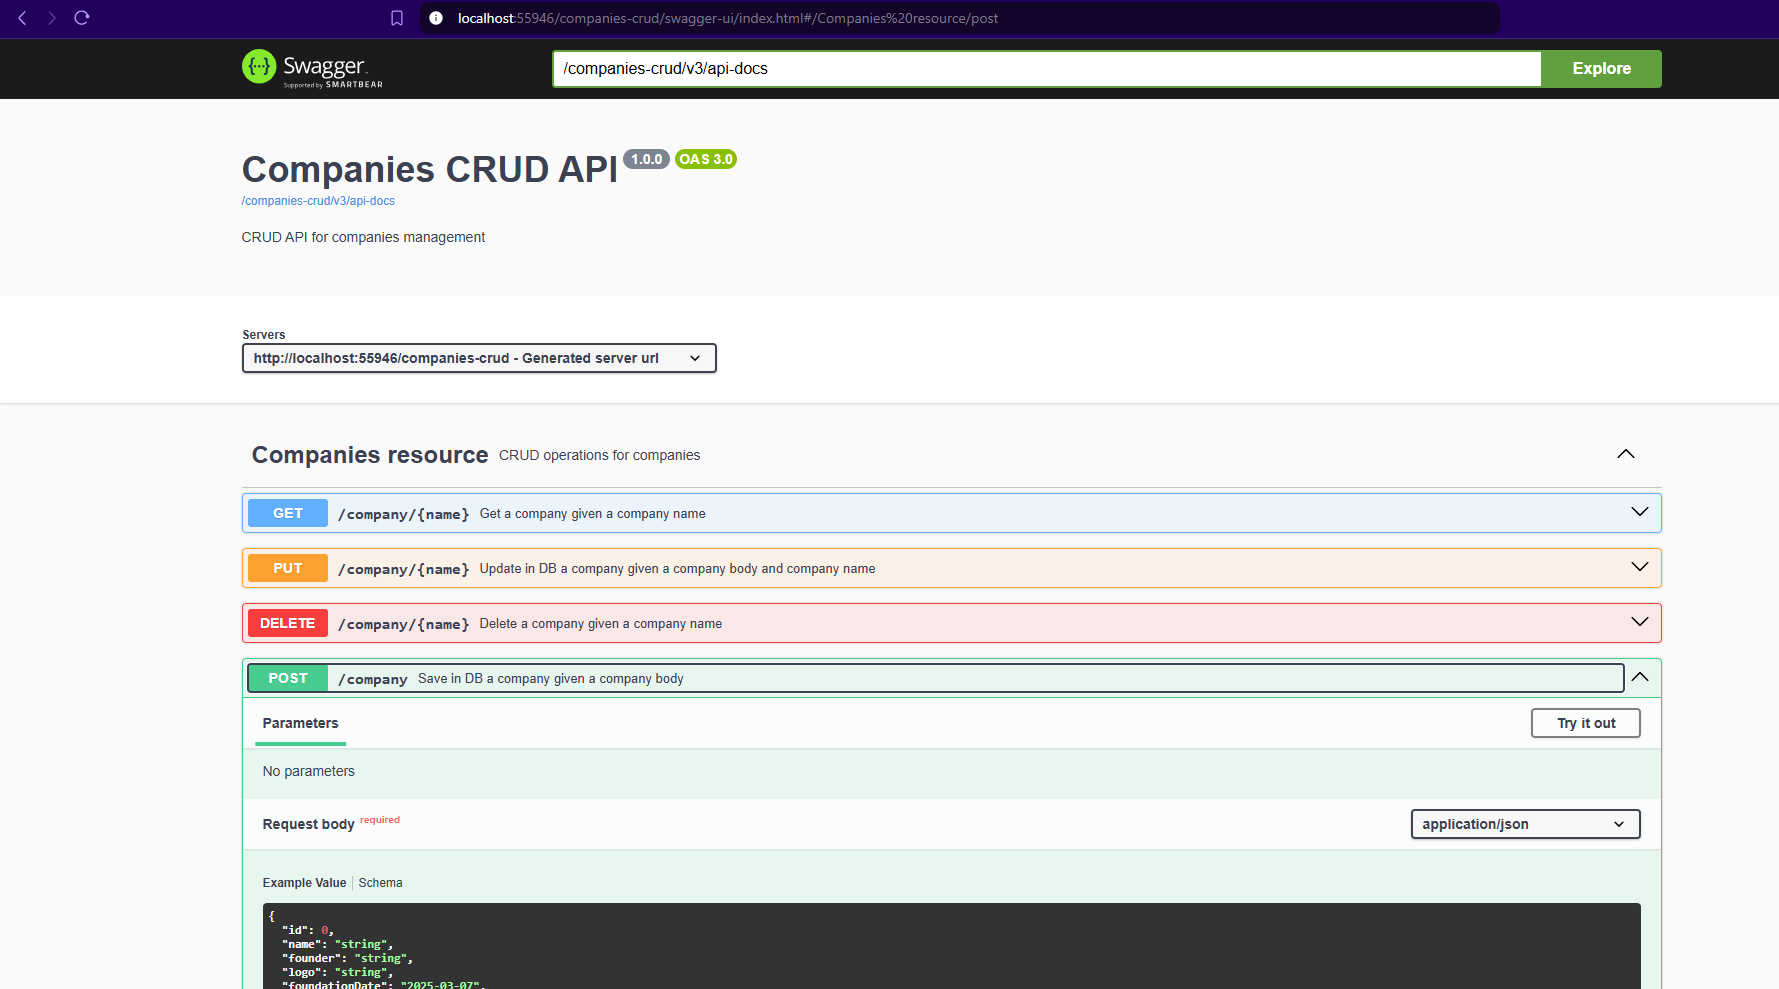 localhost:55946/companies-crud/swagger-ui/index.html#/Companies%20resource/post
Swagger.
Supported by SMARTBEAR
/companies-crud/v3/api-docs
Explore
Companies CRUD API 1.0.0 OAS 3.0
/companies-crud/v3/api-docs
CRUD API for companies management
Servers
http://localhost:55946/companies-crud - Generated server url
Companies resource CRUD operations for companies
GET /company/{name} Get a company given a company name
PUT /company/{name} Update in DB a company given a company body and company name
DELETE /company/{name} Delete a company given a company name
POST /company Save in DB a company given a company body
Parameters
Try it out
No parameters
Request body required
application/json
Example Value | Schema
{
"id": 0,
"name": "string",
"founder": "string",
"logo": "string",
"foundationDate": "2025-03-07",